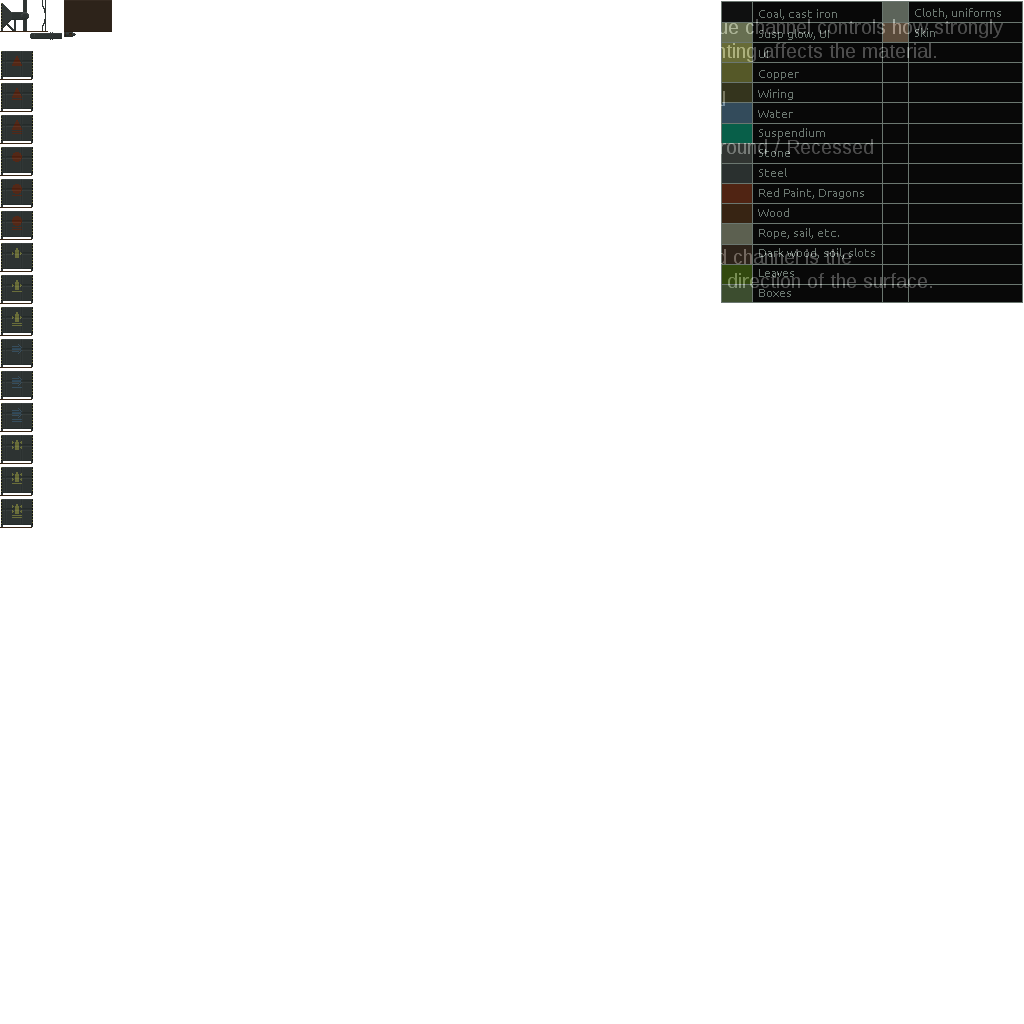 Coal, cast iron
Cloth, uniforms
ue channel controls how strongly
Susp glow, UI
Skin
UI
nting affects the material.
Copper
Wiring
Water
Suspendium
round / Recessed
Stone
Steel
Red Paint, Dragons
Wood
Rope, sail, etc.
Dark wood, soil, slots
d channel is the
Leaves
direction of the surface.
Boxes